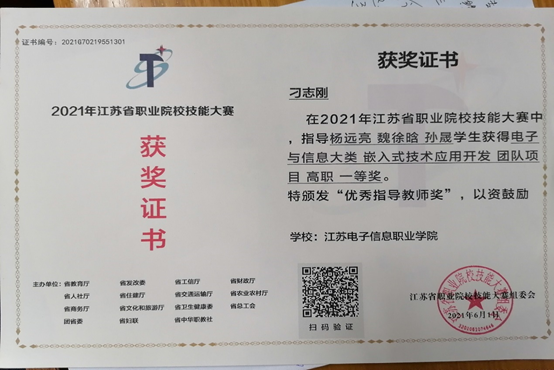 证书编号：2021G70219551301
2021年江苏省职业院校技能大赛
获奖证书
主办单位：省教育厅 省发改委 省工信厅 省财政厅
省人社厅 省住建厅 省交通运输厅 省农业农村厅
省商务厅 省文化和旅游厅 省卫生健康委 省总工会
团省委 省妇联 省中华职教社
获奖证书
刁志刚
在2021年江苏省职业院校技能大赛中
，指导杨远亮 魏徐晗 孙晟学生获得电子
与信息大类 嵌入式技术应用开发 团队项
目 高职 一等奖。
特颁发“优秀指导教师奖”，以资鼓励
学校：江苏电子信息职业学院
扫码验证
江苏省职业院校技能大赛组委会
2021年6月1日